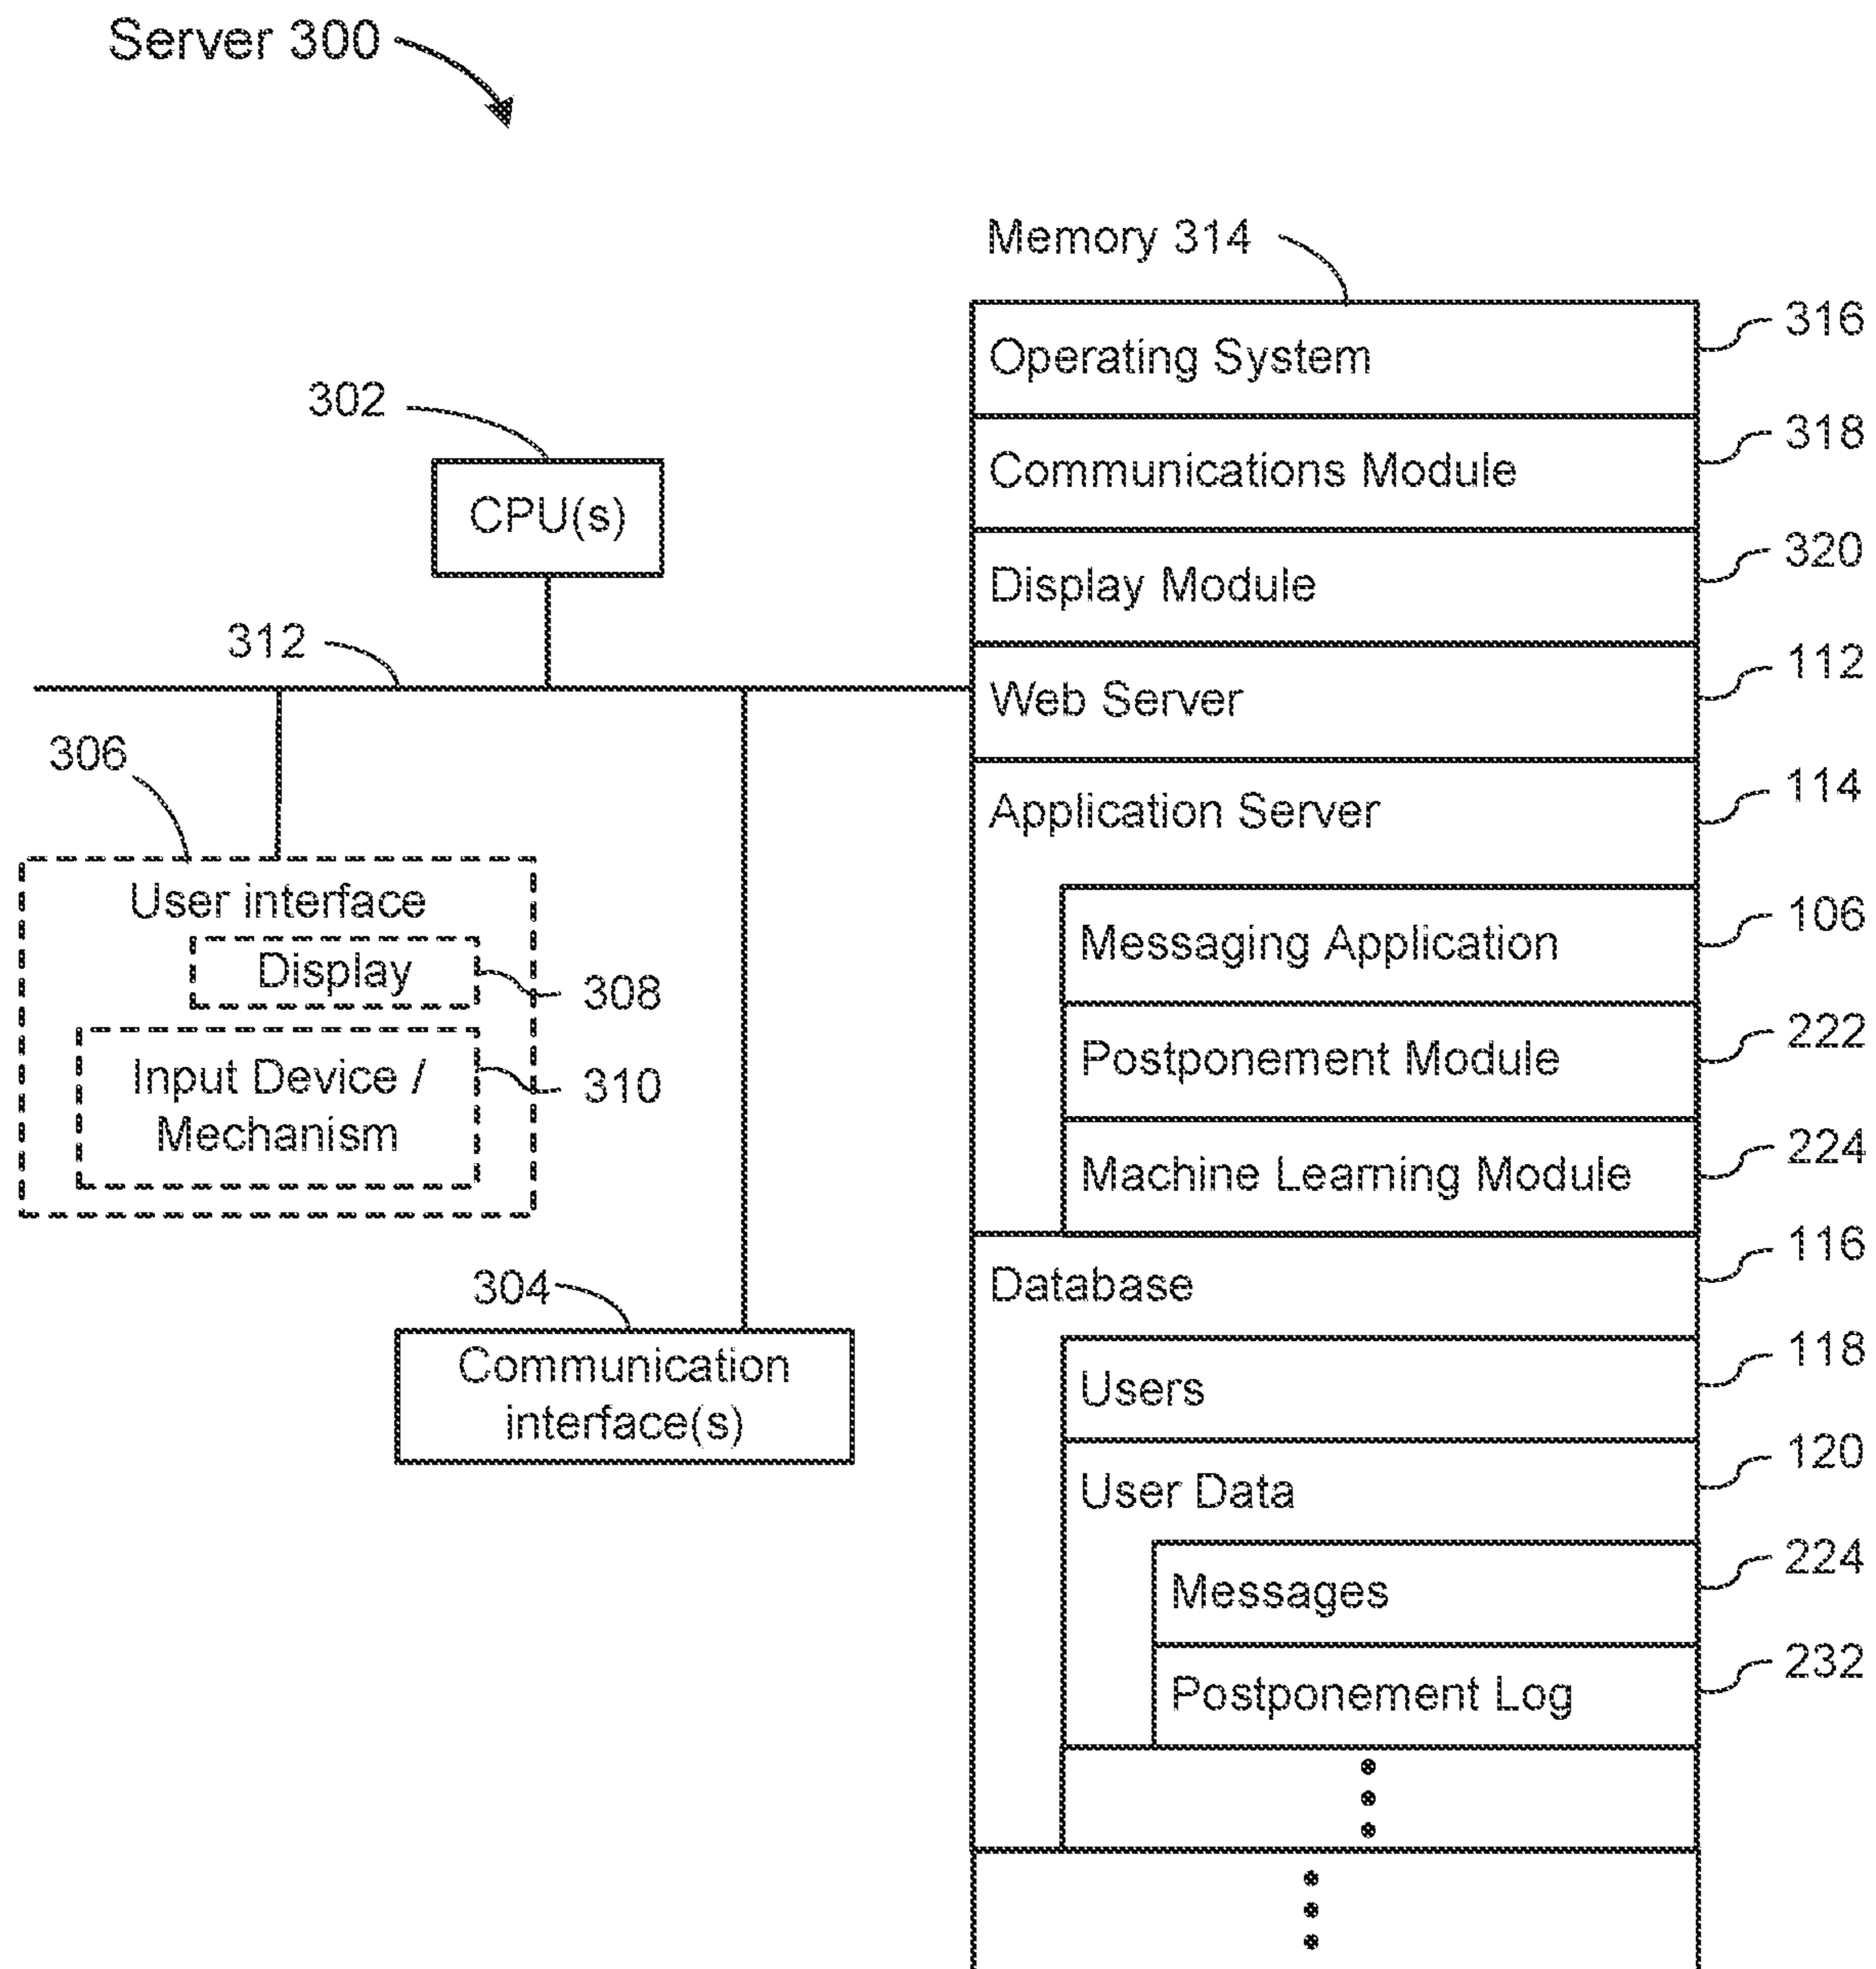 Server 300
Memory 314
Operating System
316
Communications Module
318
Display Module
320
Web Server
112
Application Server
114
Messaging Application
106
Postponement Module
222
Machine Learning Module
224
Database
116
Users
118
User Data
120
Messages
224
Postponement Log
232
302
CPU(s)
312
306
User interface
Display
308
Input Device /
Mechanism
310
304
Communication
interface(s)